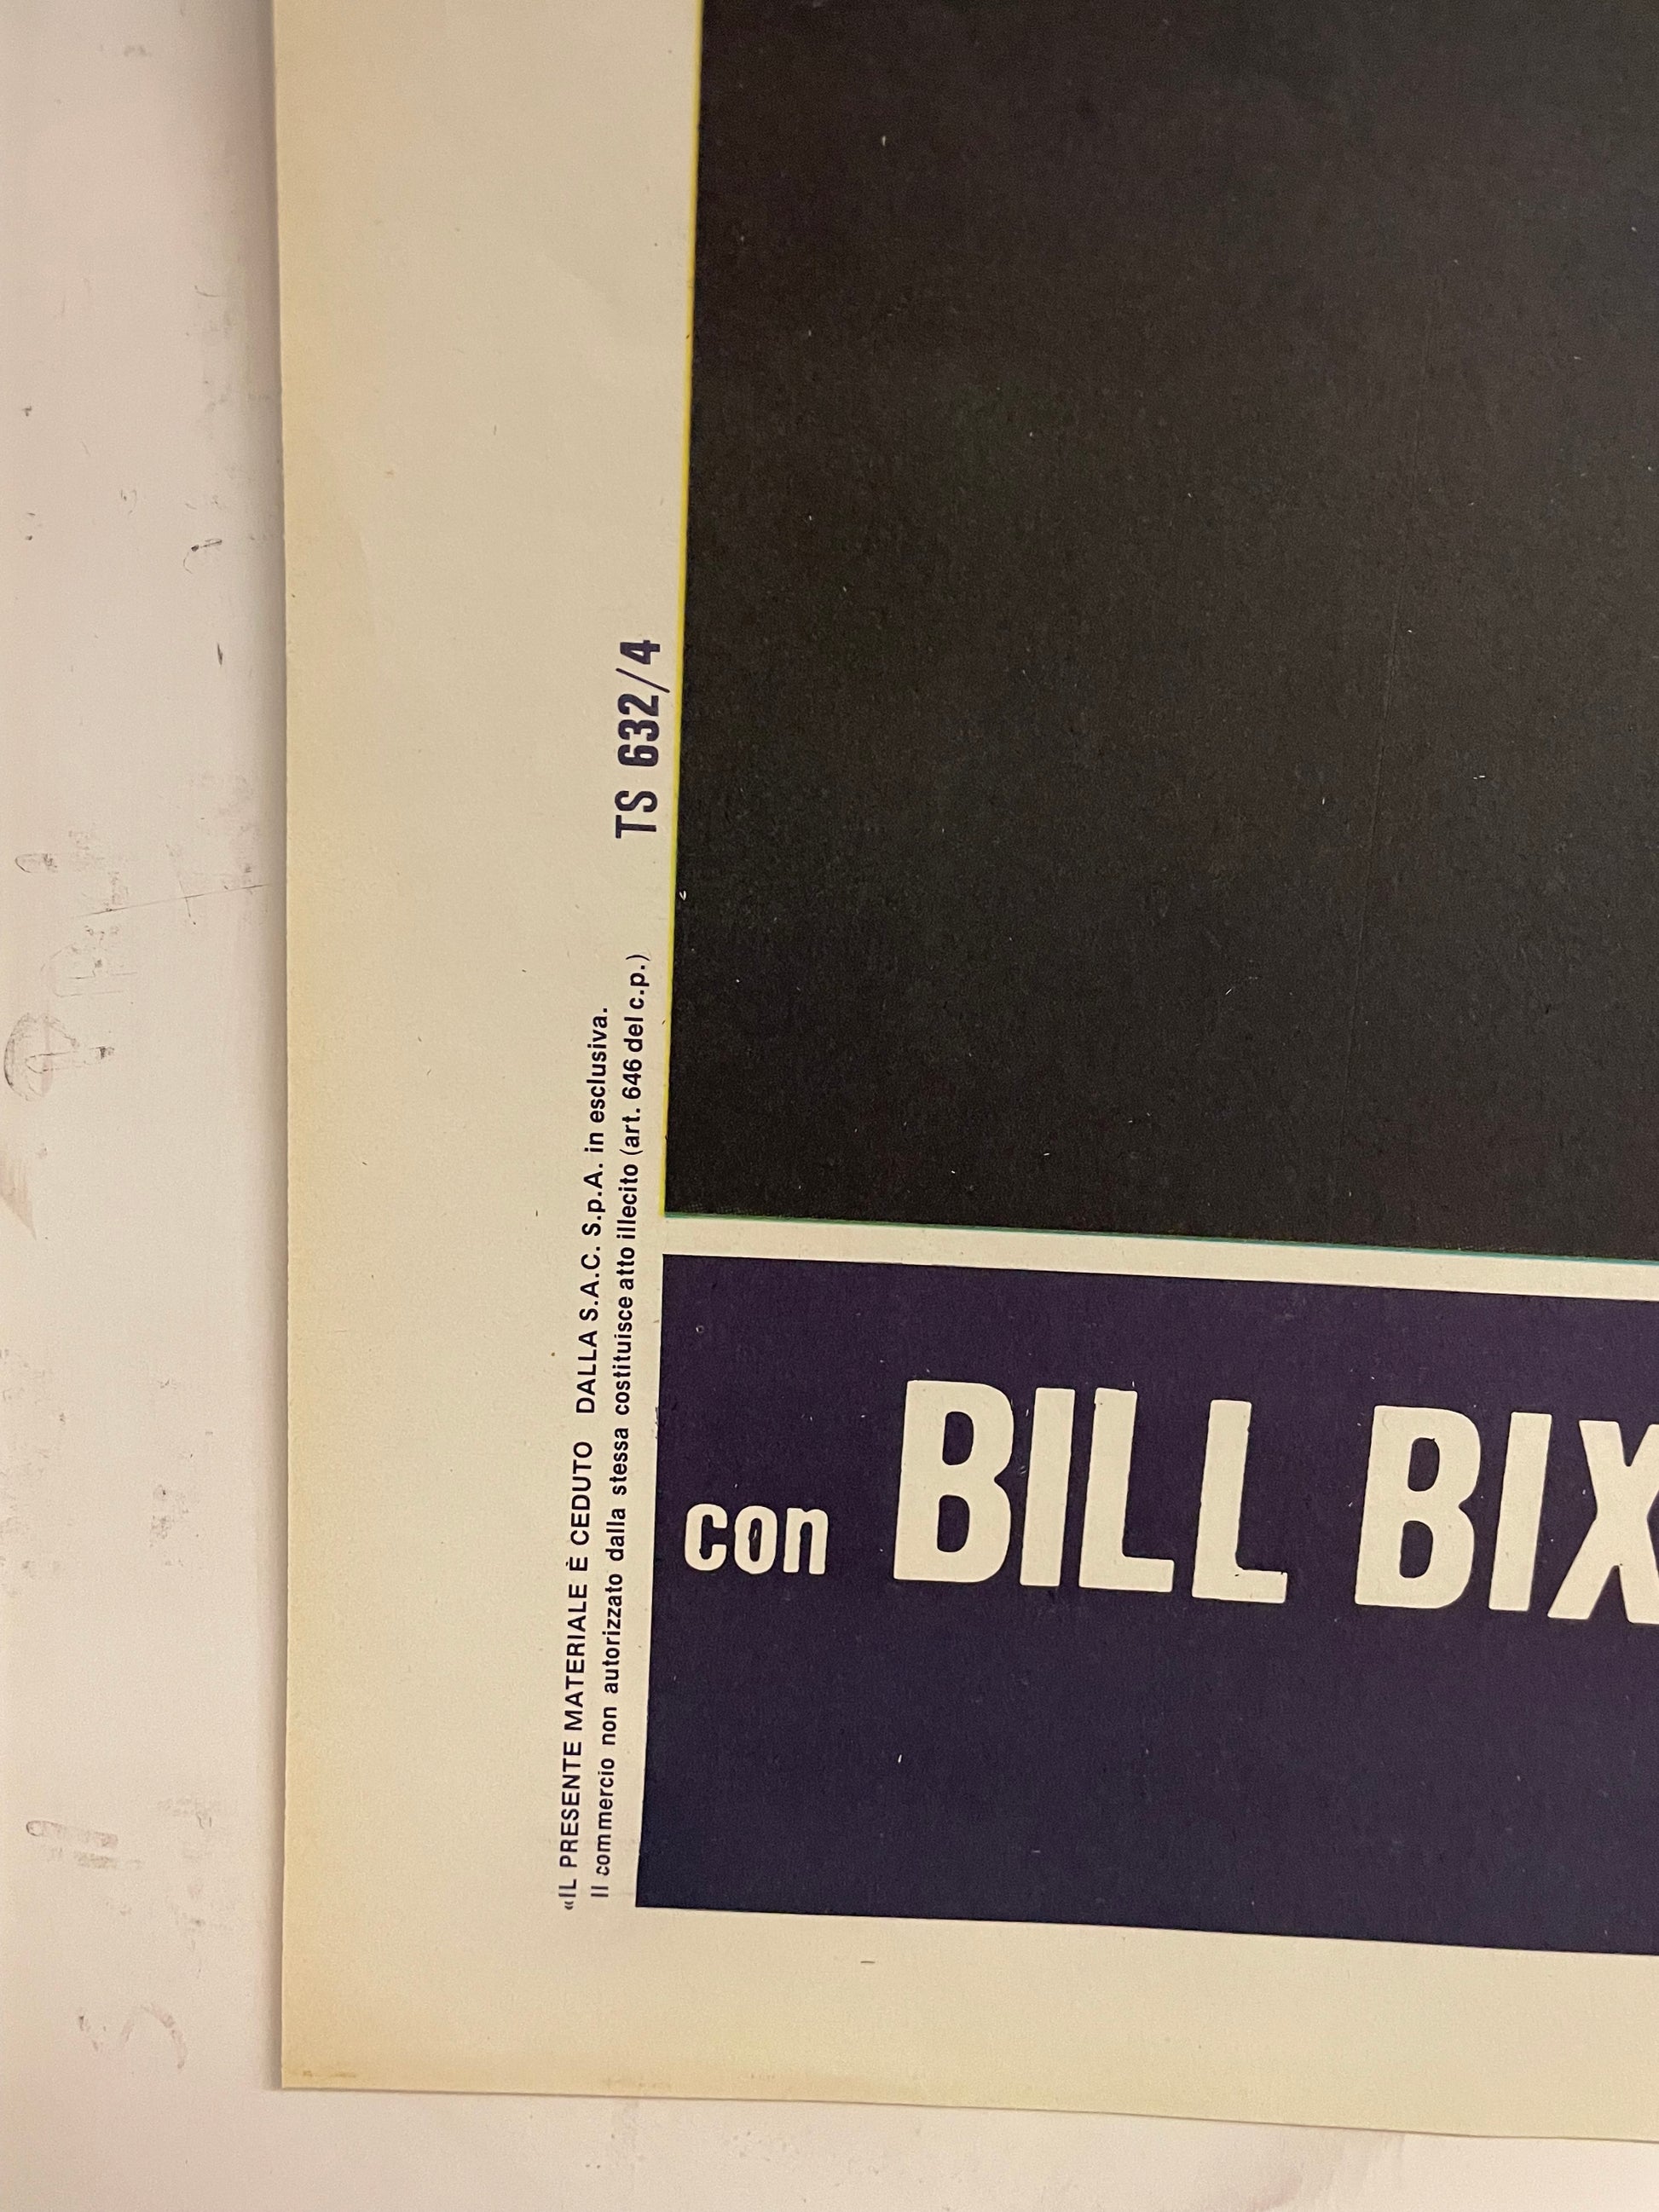 «IL PRESENTE MATERIALE È CEDUTO DALLA S.A.C. S.p.A. in esclusiva.
Il commercio non autorizzato dalla stessa costituisce atto illecito (art. 646 del c.p.)
TS 632/4
con BILL BIX